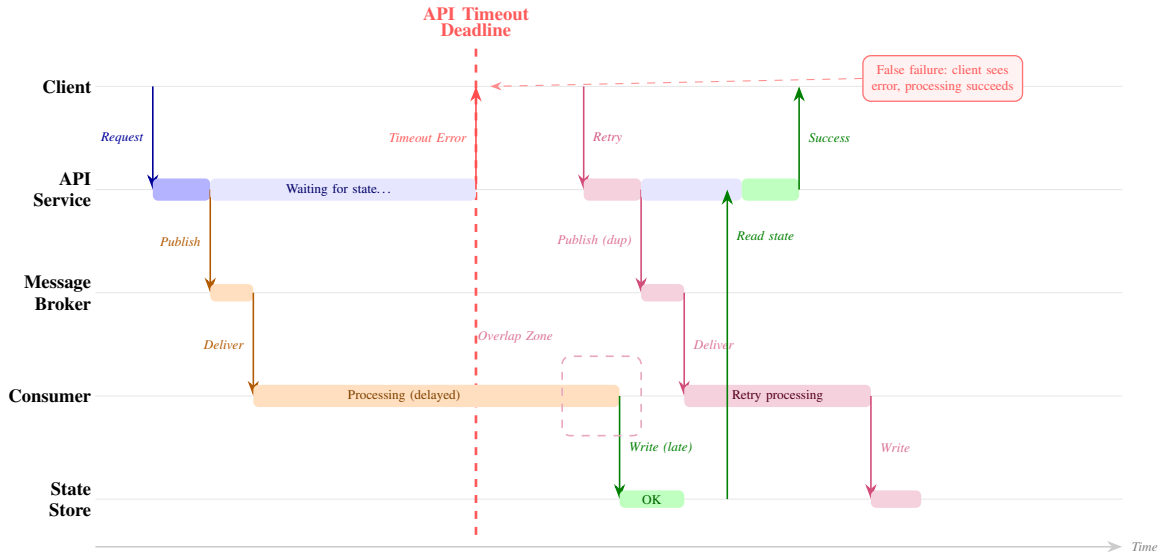 API Timeout
Deadline
False failure: client sees
error, processing succeeds
Client
Request
Timeout Error
Retry
Success
API
Service
Waiting for state…
Publish
Publish (dup)
Read state
Message
Broker
Deliver
Overlap Zone
Deliver
Consumer
Processing (delayed)
Retry processing
Write (late)
Write
State
Store
OK
Time